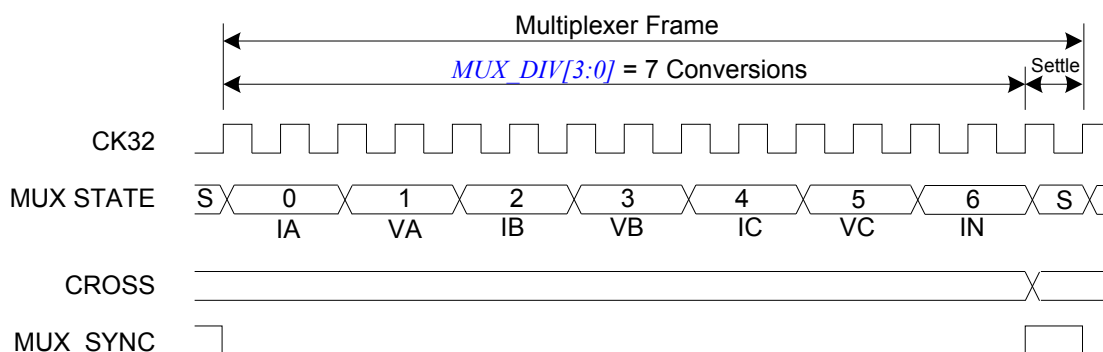 Multiplexer Frame
MUX_DIV[3:0] = 7 Conversions
Settle
CK32
MUX STATE
S 0 1 2 3 4 5 6 S
IA VA IB VB IC VC IN
CROSS
MUX_SYNC